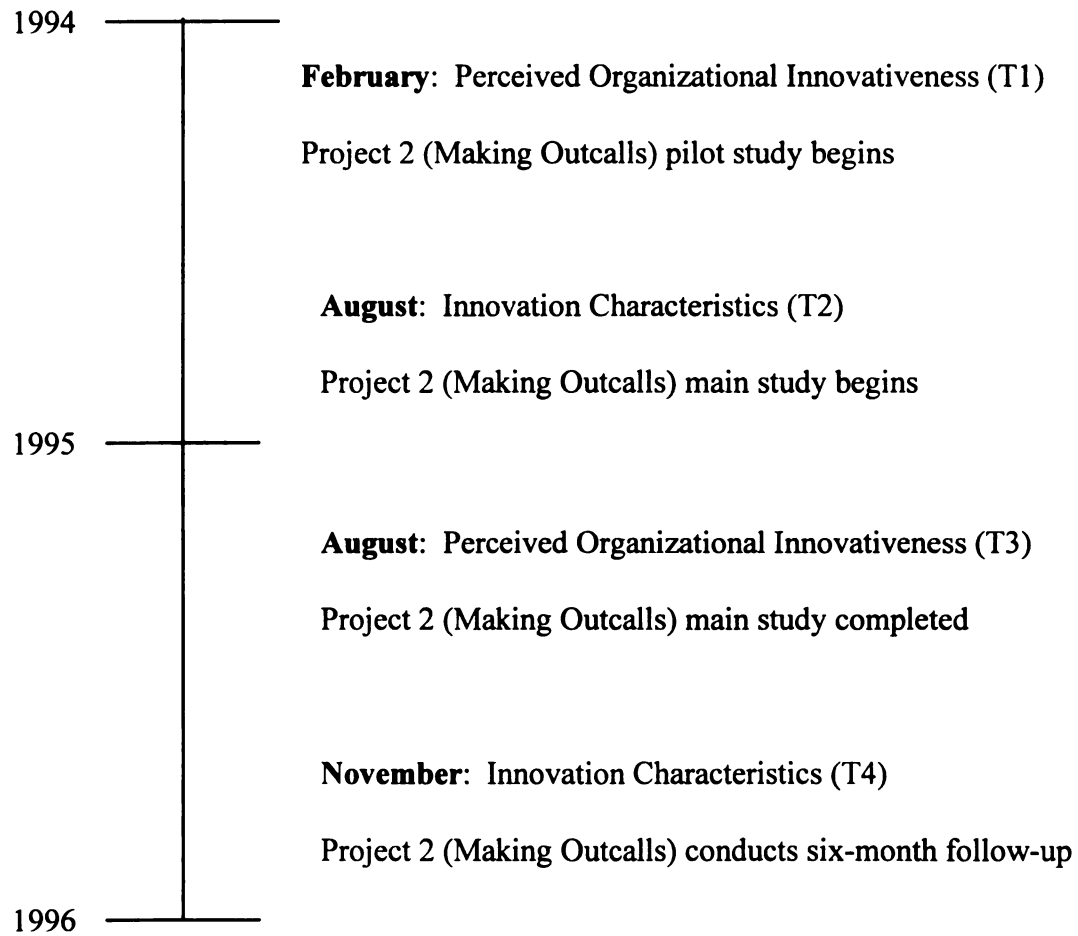 1994
February: Perceived Organizational Innovativeness (T1)
Project 2 (Making Outcalls) pilot study begins
August: Innovation Characteristics (T2)
Project 2 (Making Outcalls) main study begins
1995
August: Perceived Organizational Innovativeness (T3)
Project 2 (Making Outcalls) main study completed
November: Innovation Characteristics (T4)
Project 2 (Making Outcalls) conducts six-month follow-up
1996